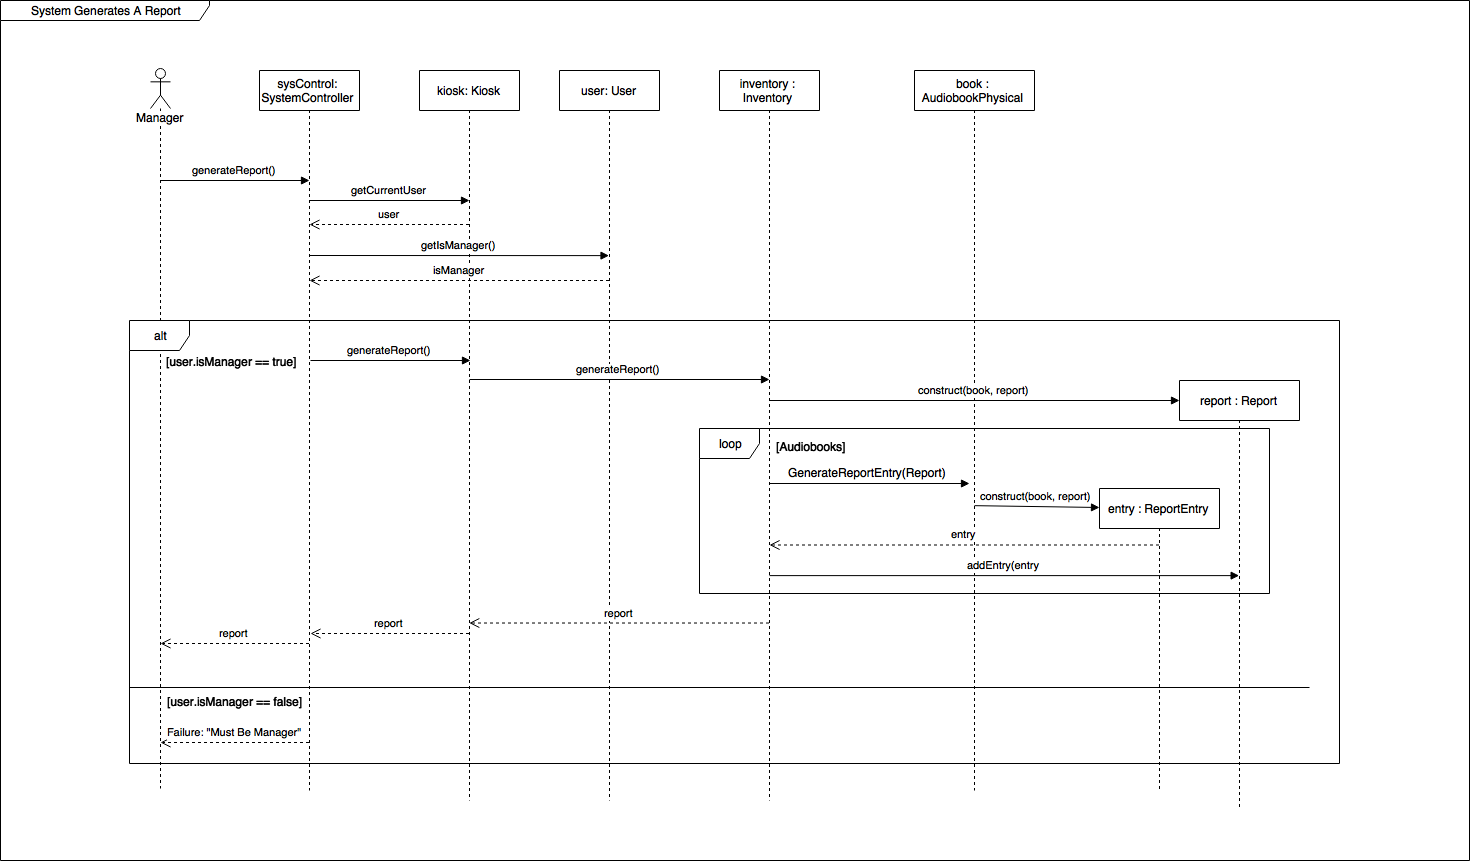 System Generates A Report
sysControl:
SystemController
kiosk: Kiosk
user: User
inventory :
Inventory
book :
AudiobookPhysical
Manager
generateReport()
getCurrentUser
user
getIsManager()
isManager
alt
[user.isManager == true]
generateReport()
generateReport()
construct(book, report)
report : Report
loop
[Audiobooks]
GenerateReportEntry(Report)
construct(book, report)
entry : ReportEntry
entry
addEntry(entry
report
report
report
[user.isManager == false]
Failure: "Must Be Manager"